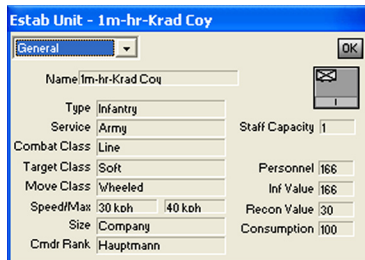 Estab Unit - 1m-hr-Krad Coy
General
OK
Name 1m-hr-Krad Coy
Type Infantry
Service Army
Staff Capacity 1
Combat Class Line
Target Class Soft
Personnel 166
Move Class Wheeled
Inf Value 166
Speed/Max 30 kph 40 kph
Recon Value 30
Size Company
Consumption 100
Cmdr Rank Hauptmann
I